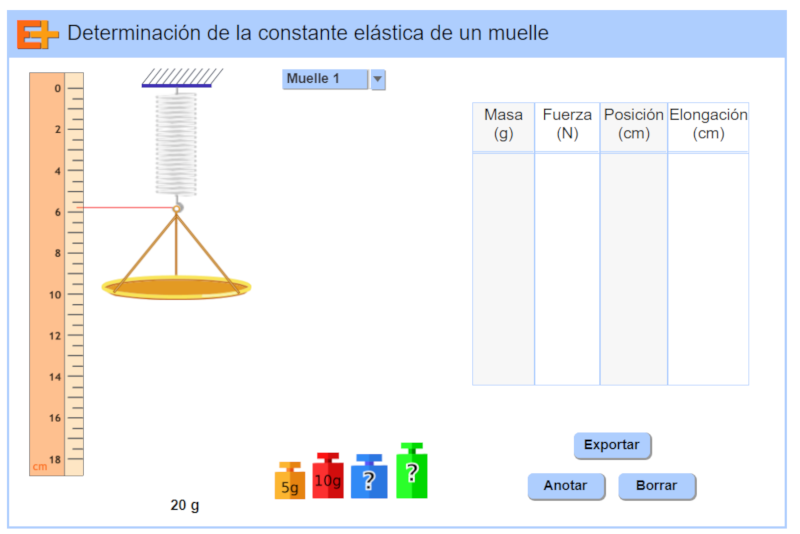 E+ Determinación de la constante elástica de un muelle
Muelle 1
0
2
4
6
8
10
12
14
16
18
cm
Masa (g)
Fuerza (N)
Posición (cm)
Elongación (cm)
5g
10g
?
?
20 g
Exportar
Anotar
Borrar